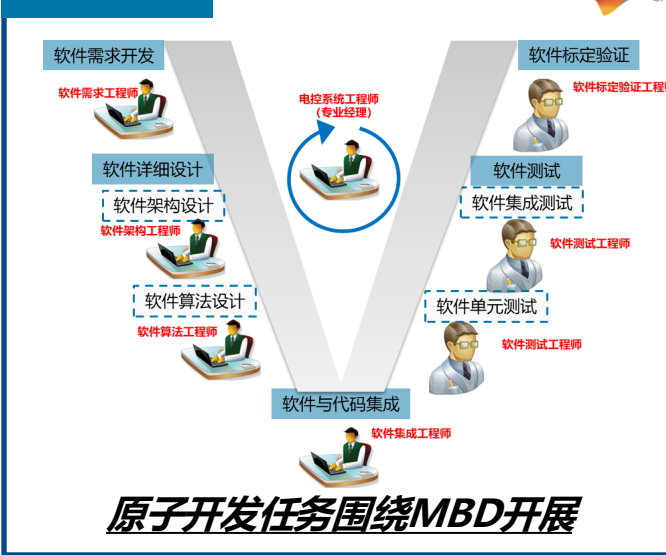 软件需求开发
软件需求工程师
软件详细设计
软件架构设计
软件架构工程师
软件算法设计
软件算法工程师
电控系统工程师
（专业经理）
软件标定验证
软件标定验证工程师
软件测试
软件集成测试
软件测试工程师
软件单元测试
软件测试工程师
软件与代码集成
软件集成工程师
原子开发任务围绕MBD开展